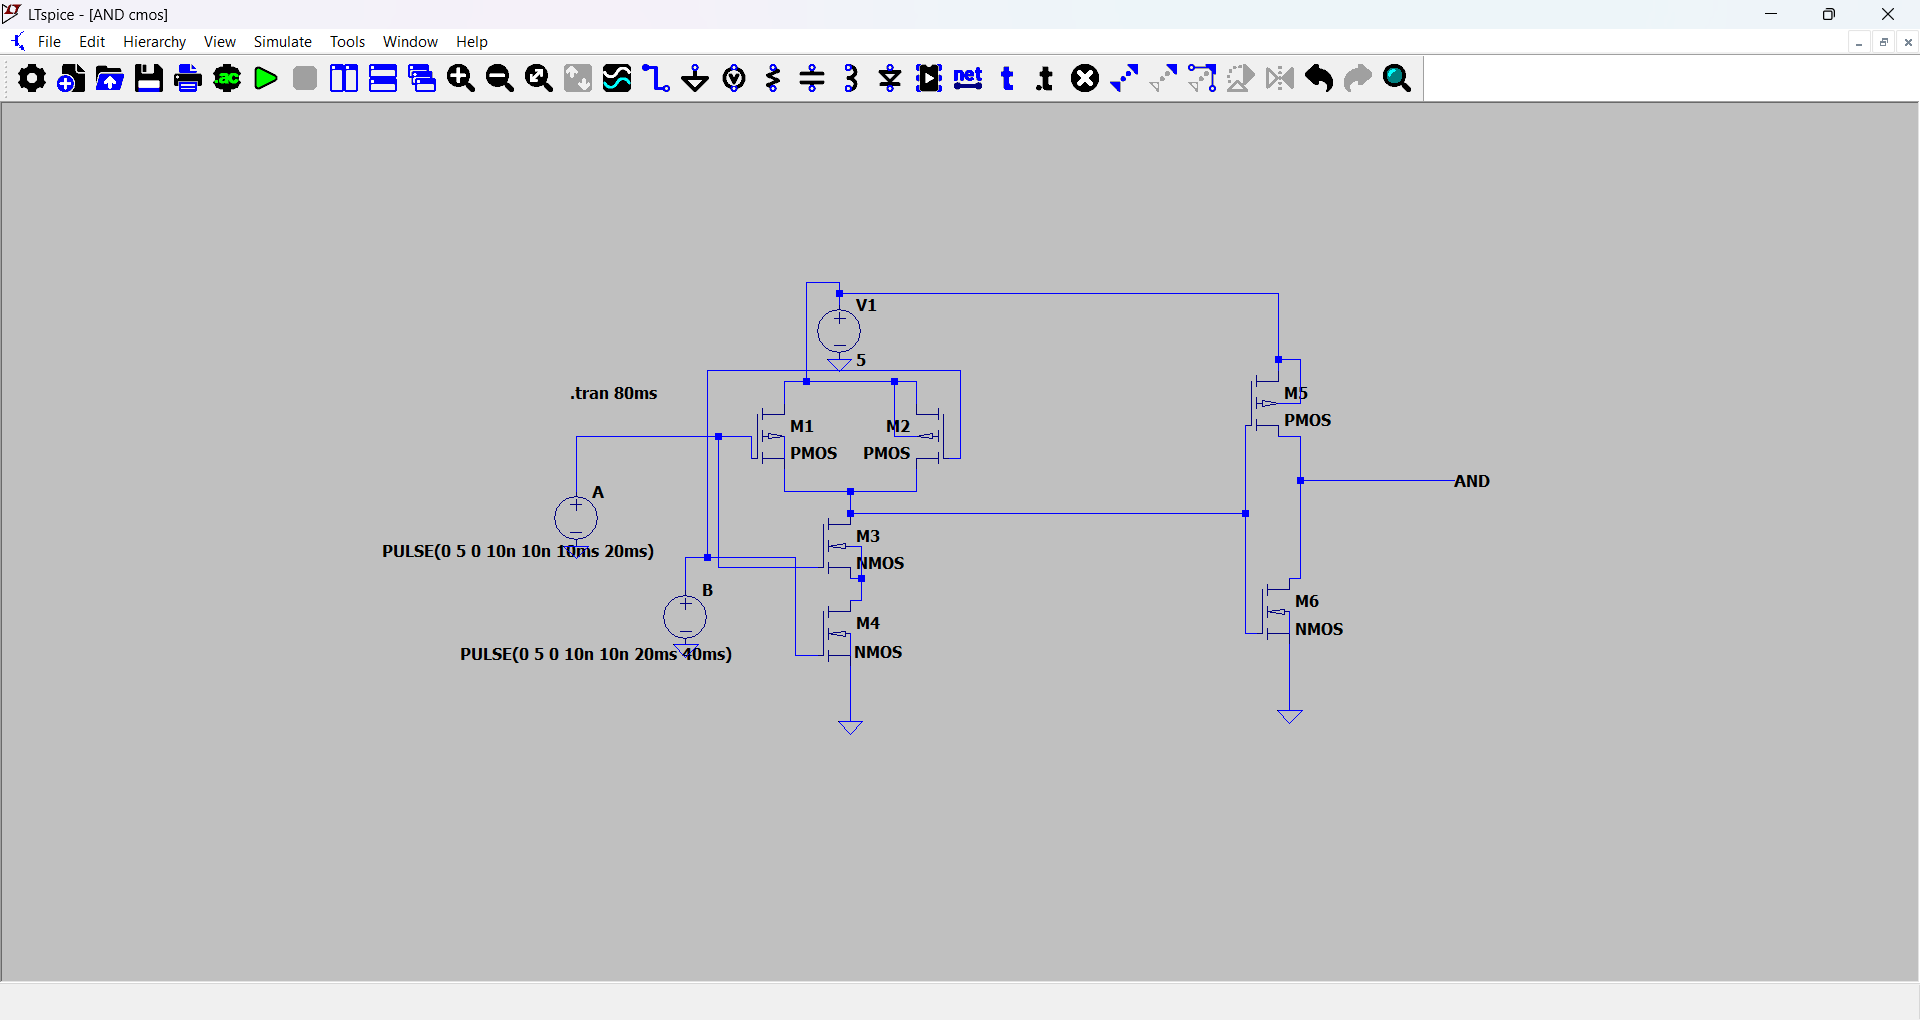 LTspice - [AND cmos]
File Edit Hierarchy View Simulate Tools Window Help
.ac net t .t
V1
5
.tran 80ms
M1
PMOS
M2
PMOS
M5
PMOS
A
PULSE(0 5 0 10n 10n 10ms 20ms)
AND
M3
NMOS
B
PULSE(0 5 0 10n 10n 20ms 40ms)
M4
NMOS
M6
NMOS